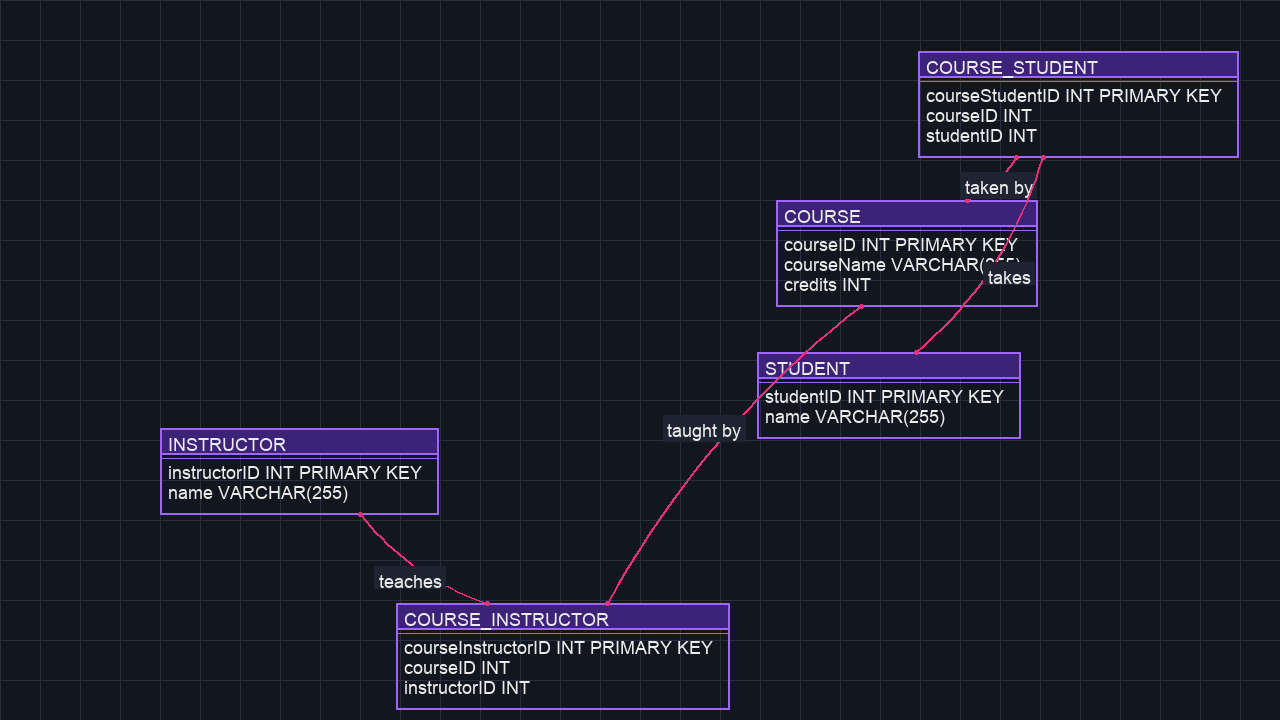 COURSE_STUDENT
courseStudentID INT PRIMARY KEY
courseID INT
studentID INT
taken by
COURSE
courseID INT PRIMARY KEY
courseName VARCHAR(255)
credits INT
takes
STUDENT
studentID INT PRIMARY KEY
name VARCHAR(255)
taught by
INSTRUCTOR
instructorID INT PRIMARY KEY
name VARCHAR(255)
teaches
COURSE_INSTRUCTOR
courseInstructorID INT PRIMARY KEY
courseID INT
instructorID INT